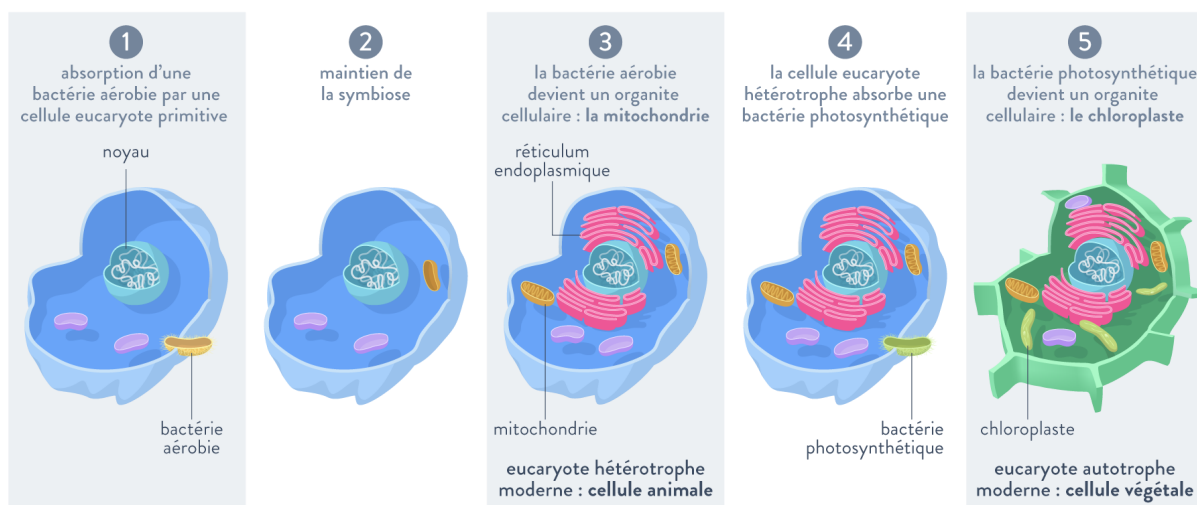 1
absorption d'une
bactérie aérobie par une
cellule eucaryote primitive
noyau
bactérie
aérobie
2
maintien de
la symbiose
3
la bactérie aérobie
devient un organite
cellulaire : la mitochondrie
réticulum
endoplasmique
mitochondrie
eucaryote hétérotrophe
moderne : cellule animale
4
la cellule eucaryote
hétérotrophe absorbe une
bactérie photosynthétique
bactérie
photosynthétique
5
la bactérie photosynthétique
devient un organite
cellulaire : le chloroplaste
chloroplaste
eucaryote autotrophe
moderne : cellule végétale